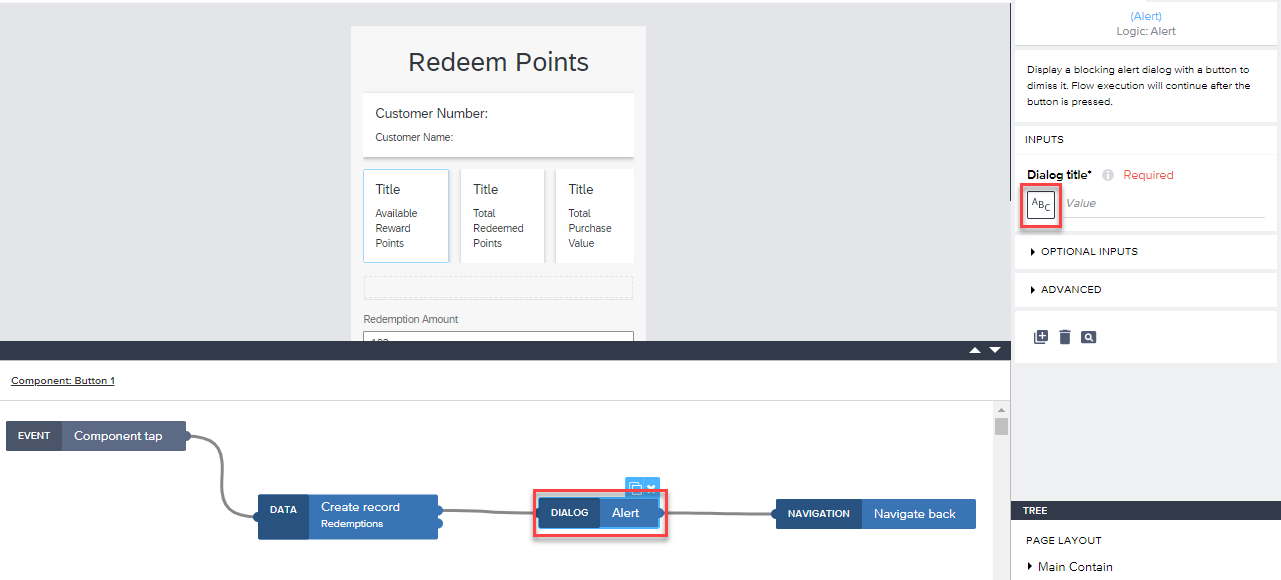 Redeem Points
Customer Number:
Customer Name:
Title
Available
Reward
Points
Title
Total
Redeemed
Points
Title
Total
Purchase
Value
Redemption Amount
Component: Button 1
EVENT Component tap
DATA Create record
Redemptions
DIALOG Alert
NAVIGATION Navigate back
(Alert)
Logic: Alert
Display a blocking alert dialog with a button to
dimiss it. Flow execution will continue after the
button is pressed.
INPUTS
Dialog title* Required
ABC Value
OPTIONAL INPUTS
ADVANCED
TREE
PAGE LAYOUT
Main Contain